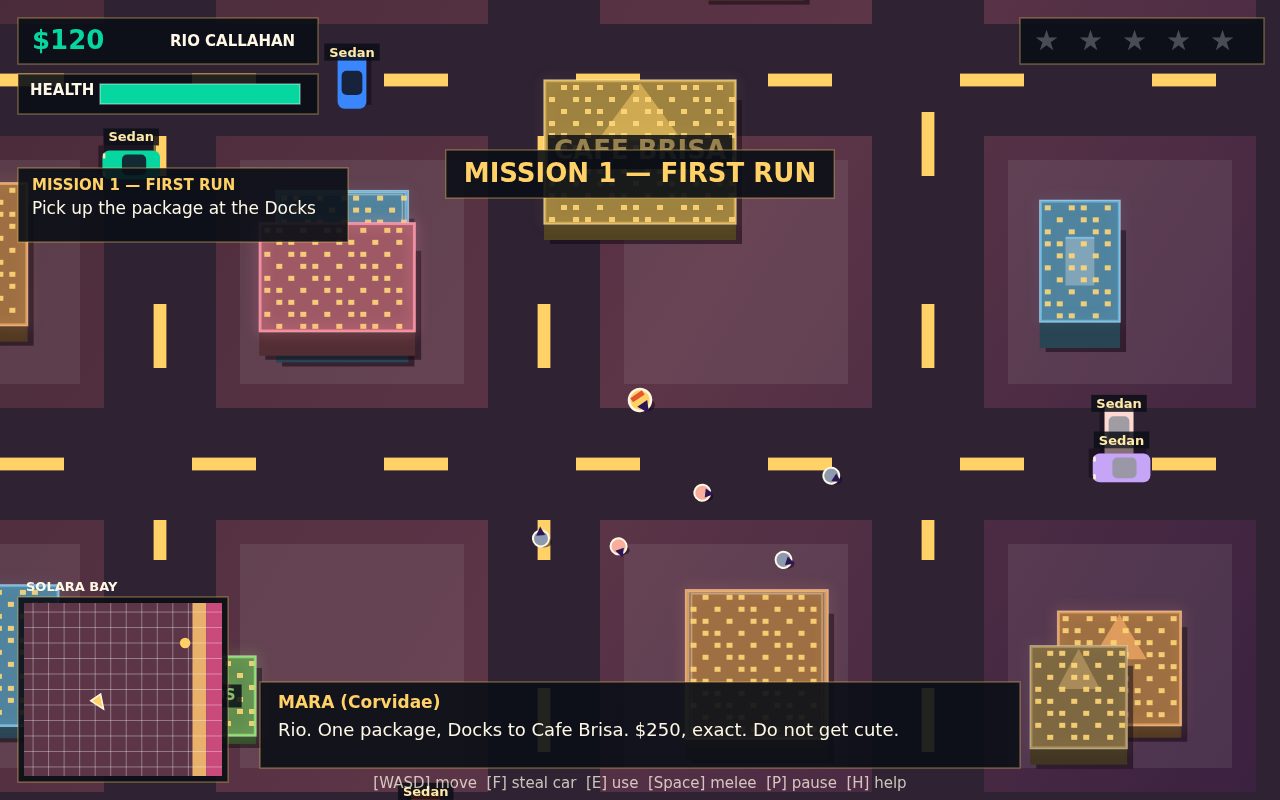 $120 RIO CALLAHAN
HEALTH
Sedan
★ ★ ★ ★ ★
Sedan
CAFE BRISA
MISSION 1 — FIRST RUN
MISSION 1 — FIRST RUN
Pick up the package at the Docks
Sedan
Sedan
SOLARA BAY
S
MARA (Corvidae)
Rio. One package, Docks to Cafe Brisa. $250, exact. Do not get cute.
[WASD] move [F] steal car [E] use [Space] melee [P] pause [H] help
Sedan